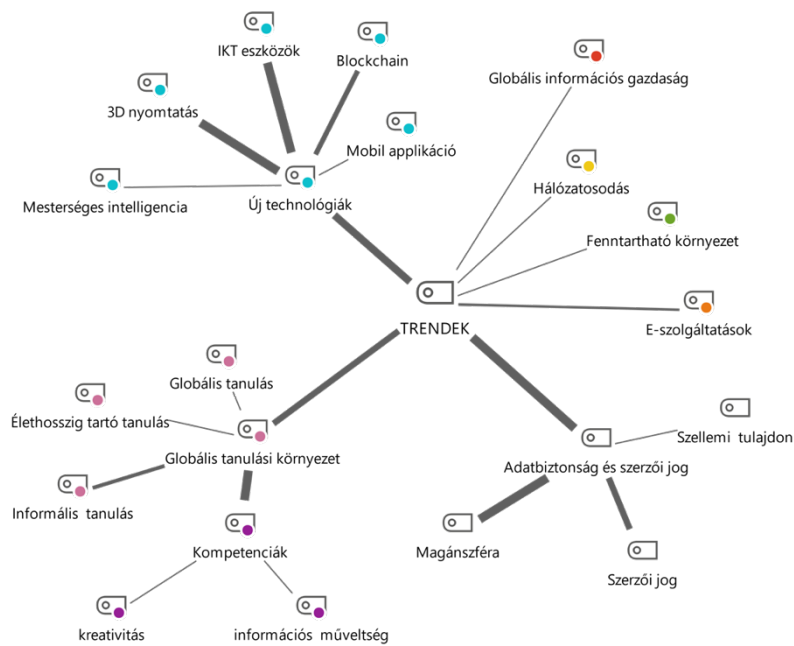 IKT eszközök
Blockchain
Globális információs gazdaság
3D nyomtatás
Mobil applikáció
Hálózatosodás
Mesterséges intelligencia
Új technológiák
Fenntartható környezet
TRENDEK
E-szolgáltatások
Globális tanulás
Élethosszig tartó tanulás
Szellemi tulajdon
Globális tanulási környezet
Adatbiztonság és szerzői jog
Informális tanulás
Kompetenciák
Magánszféra
Szerzői jog
kreativitás
információs műveltség